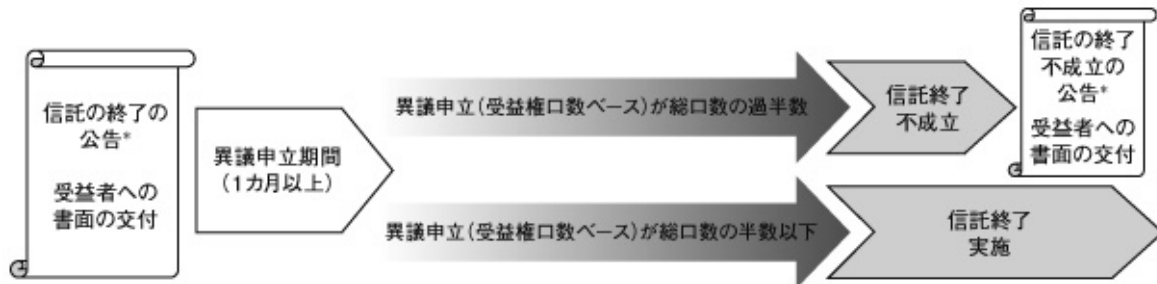 信託の終了の
公告*
受益者への
書面の交付
異議申立期間
(1カ月以上)
異議申立(受益権口数ベース)が総口数の過半数
信託終了
不成立
信託の終了
不成立の
公告*
受益者への
書面の交付
異議申立(受益権口数ベース)が総口数の半数以下
信託終了
実施